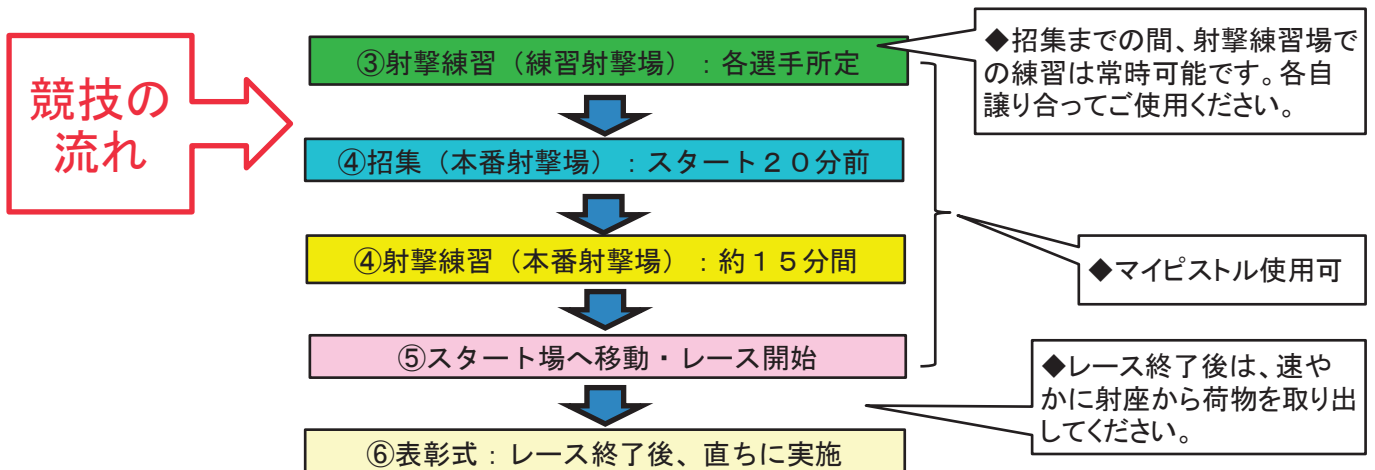 競技の
流れ
③射撃練習（練習射撃場）：各選手所定
◆招集までの間、射撃練習場で
の練習は常時可能です。各自
譲り合ってご使用ください。
④招集（本番射撃場）：スタート２０分前
④射撃練習（本番射撃場）：約１５分間
◆マイピストル使用可
⑤スタート場へ移動・レース開始
◆レース終了後は、速や
かに射座から荷物を取り出
してください。
⑥表彰式：レース終了後、直ちに実施